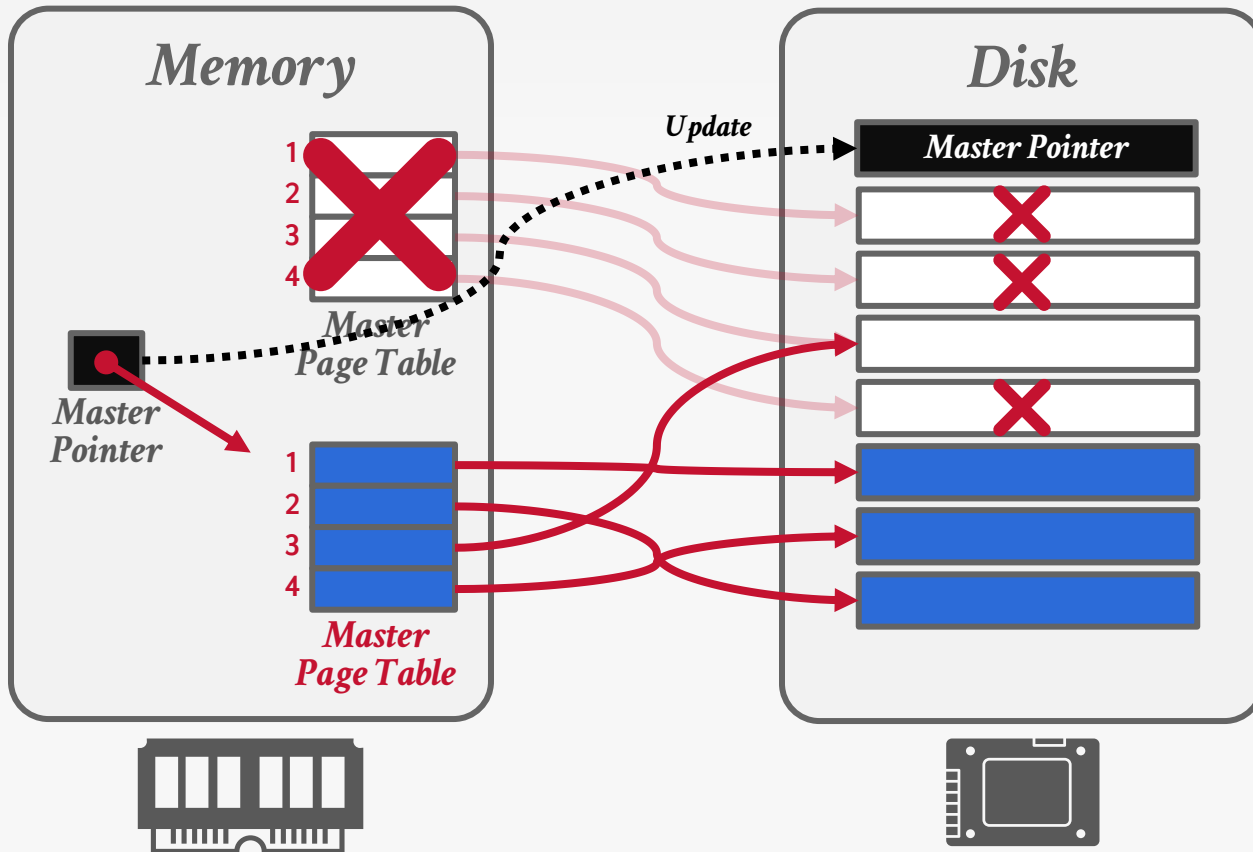 Memory
Disk
Update
Master Pointer
1
2
3
4
Master
Page Table
Master
Pointer
1
2
3
4
Master
Page Table